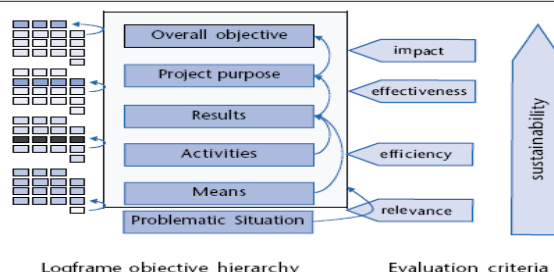 Overall objective
impact
Project purpose
effectiveness
Results
Activities
efficiency
Means
relevance
Problematic Situation
sustainability
Logframe objective hierarchy
Evaluation criteria